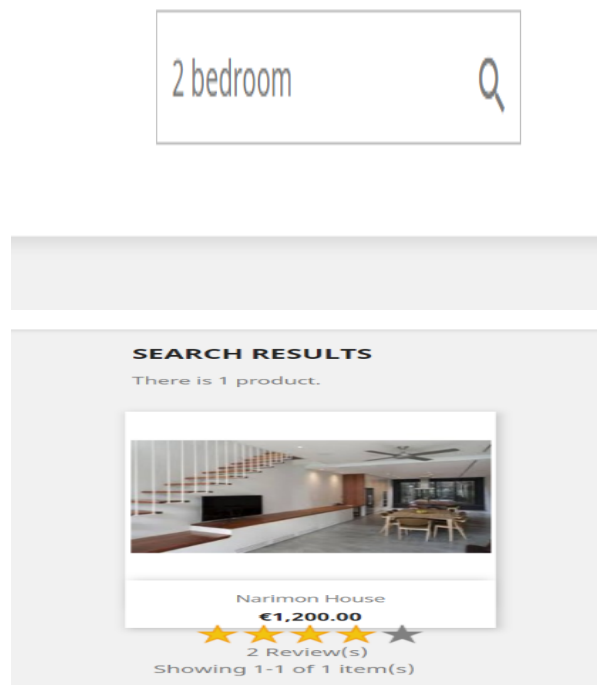 2 bedroom
SEARCH RESULTS
There is 1 product.
Narimon House
€1,200.00
2 Review(s)
Showing 1-1 of 1 item(s)